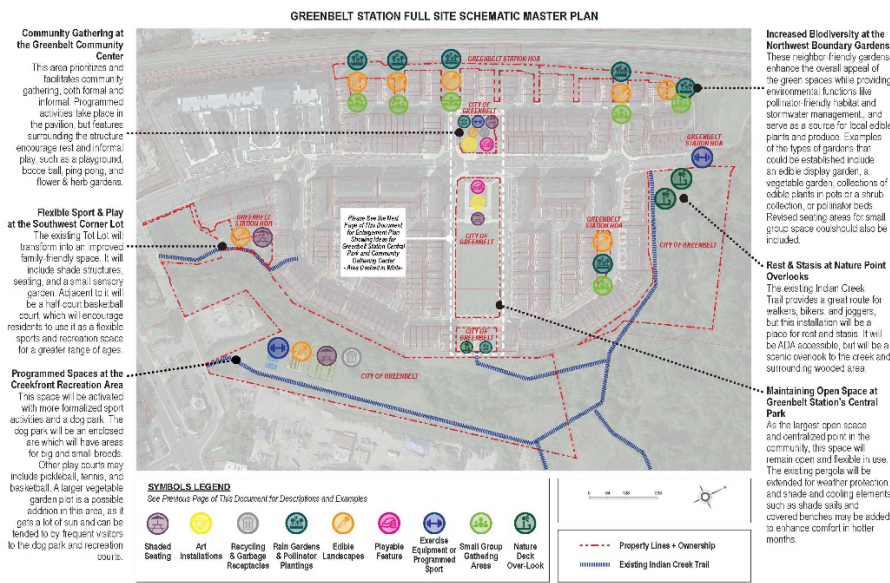 GREENBELT STATION FULL SITE SCHEMATIC MASTER PLAN
Community Gathering at
the Greenbelt Community
Center
This area prioritizes and
facilitates community
gathering, both formal and
informal. Programmed
activities take place in
the pavilion, but features
surrounding the structure
encourage rest and informal
play, such as a playground,
bocce ball, ping-pong, and
flower & herb gardens.
Flexible Sport & Play
at the Southwest Corner Lot
The existing Tot Lot will
transform into an improved
family-friendly space. It will
include shade structures,
seating, and a small sensory
garden. Adjacent to it will
be a half-court basketball
court, which will encourage
residents to use it as a flexible
sports and recreation space
for a greater range of ages.
Programmed Spaces at the
Creekfront Recreation Area
This space will be activated
with more formalized sport
activities and a dog park. The
dog park will be an enclosed
are which will have areas
for big and small breeds.
Other play courts may
include pickleball, tennis, and
basketball. A larger vegetable
garden plot is a possible
addition in this area, as it
gets a lot of sun and can be
tended to by frequent visitors
to the dog park and recreation
courts.
GREENBELT STATION HOA
CITY OF
GREENBELT
GREENBELT
STATION HOA
GREENBELT
STATION HOA
Please See the Next
Page of This Document
for Enlargement Plan
Showing Ideas for
Greenbelt Station Central
Park and Community
Gathering Center
- Area Dashed in White-
CITY OF
GREENBELT
GREENBELT
STATION HOA
CITY OF GREENBELT
CITY OF
GREENBELT
CITY OF GREENBELT
Increased Biodiversity at the
Northwest Boundary Gardens
These neighbor-friendly gardens
enhance the overall appeal of
the green spaces while providing
environmental functions like
pollinator-friendly habitat and
stormwater management., and
serve as a source for local edible
plants and produce. Examples
of the types of gardens that
could be established include
an edible display garden, a
vegetable garden, collections of
edible plants in pots or a shrub
collection, or pollinator beds.
Revised seating areas for small
group space coulshould also be
included.
Rest & Stasis at Nature Point
Overlooks
The existing Indian Creek
Trail provides a great route for
walkers, bikers, and joggers,
but this installation will be a
place for rest and stasis. It will
be ADA accessible, but will be a
scenic overlook to the creek and
surrounding wooded area.
Maintaining Open Space at
Greenbelt Station's Central
Park
As the largest open space
and centralized point in the
community, this space will
remain open and flexible in use.
The existing pergola will be
extended for weather protection,
and shade and cooling elements
such as shade sails and
covered benches may be added
to enhance comfort in hotter
months.
SYMBOLS LEGEND
See Previous Page of This Document for Descriptions and Examples
Shaded
Seating
Art
Installations
Recycling
& Garbage
Receptacles
Rain Gardens
& Pollinator
Plantings
Edible
Landscapes
Playable
Feature
Exercise
Equipment or
Programmed
Sport
Small Group
Gathering
Areas
Nature
Deck
Over-Look
Property Lines + Ownership
Existing Indian Creek Trail